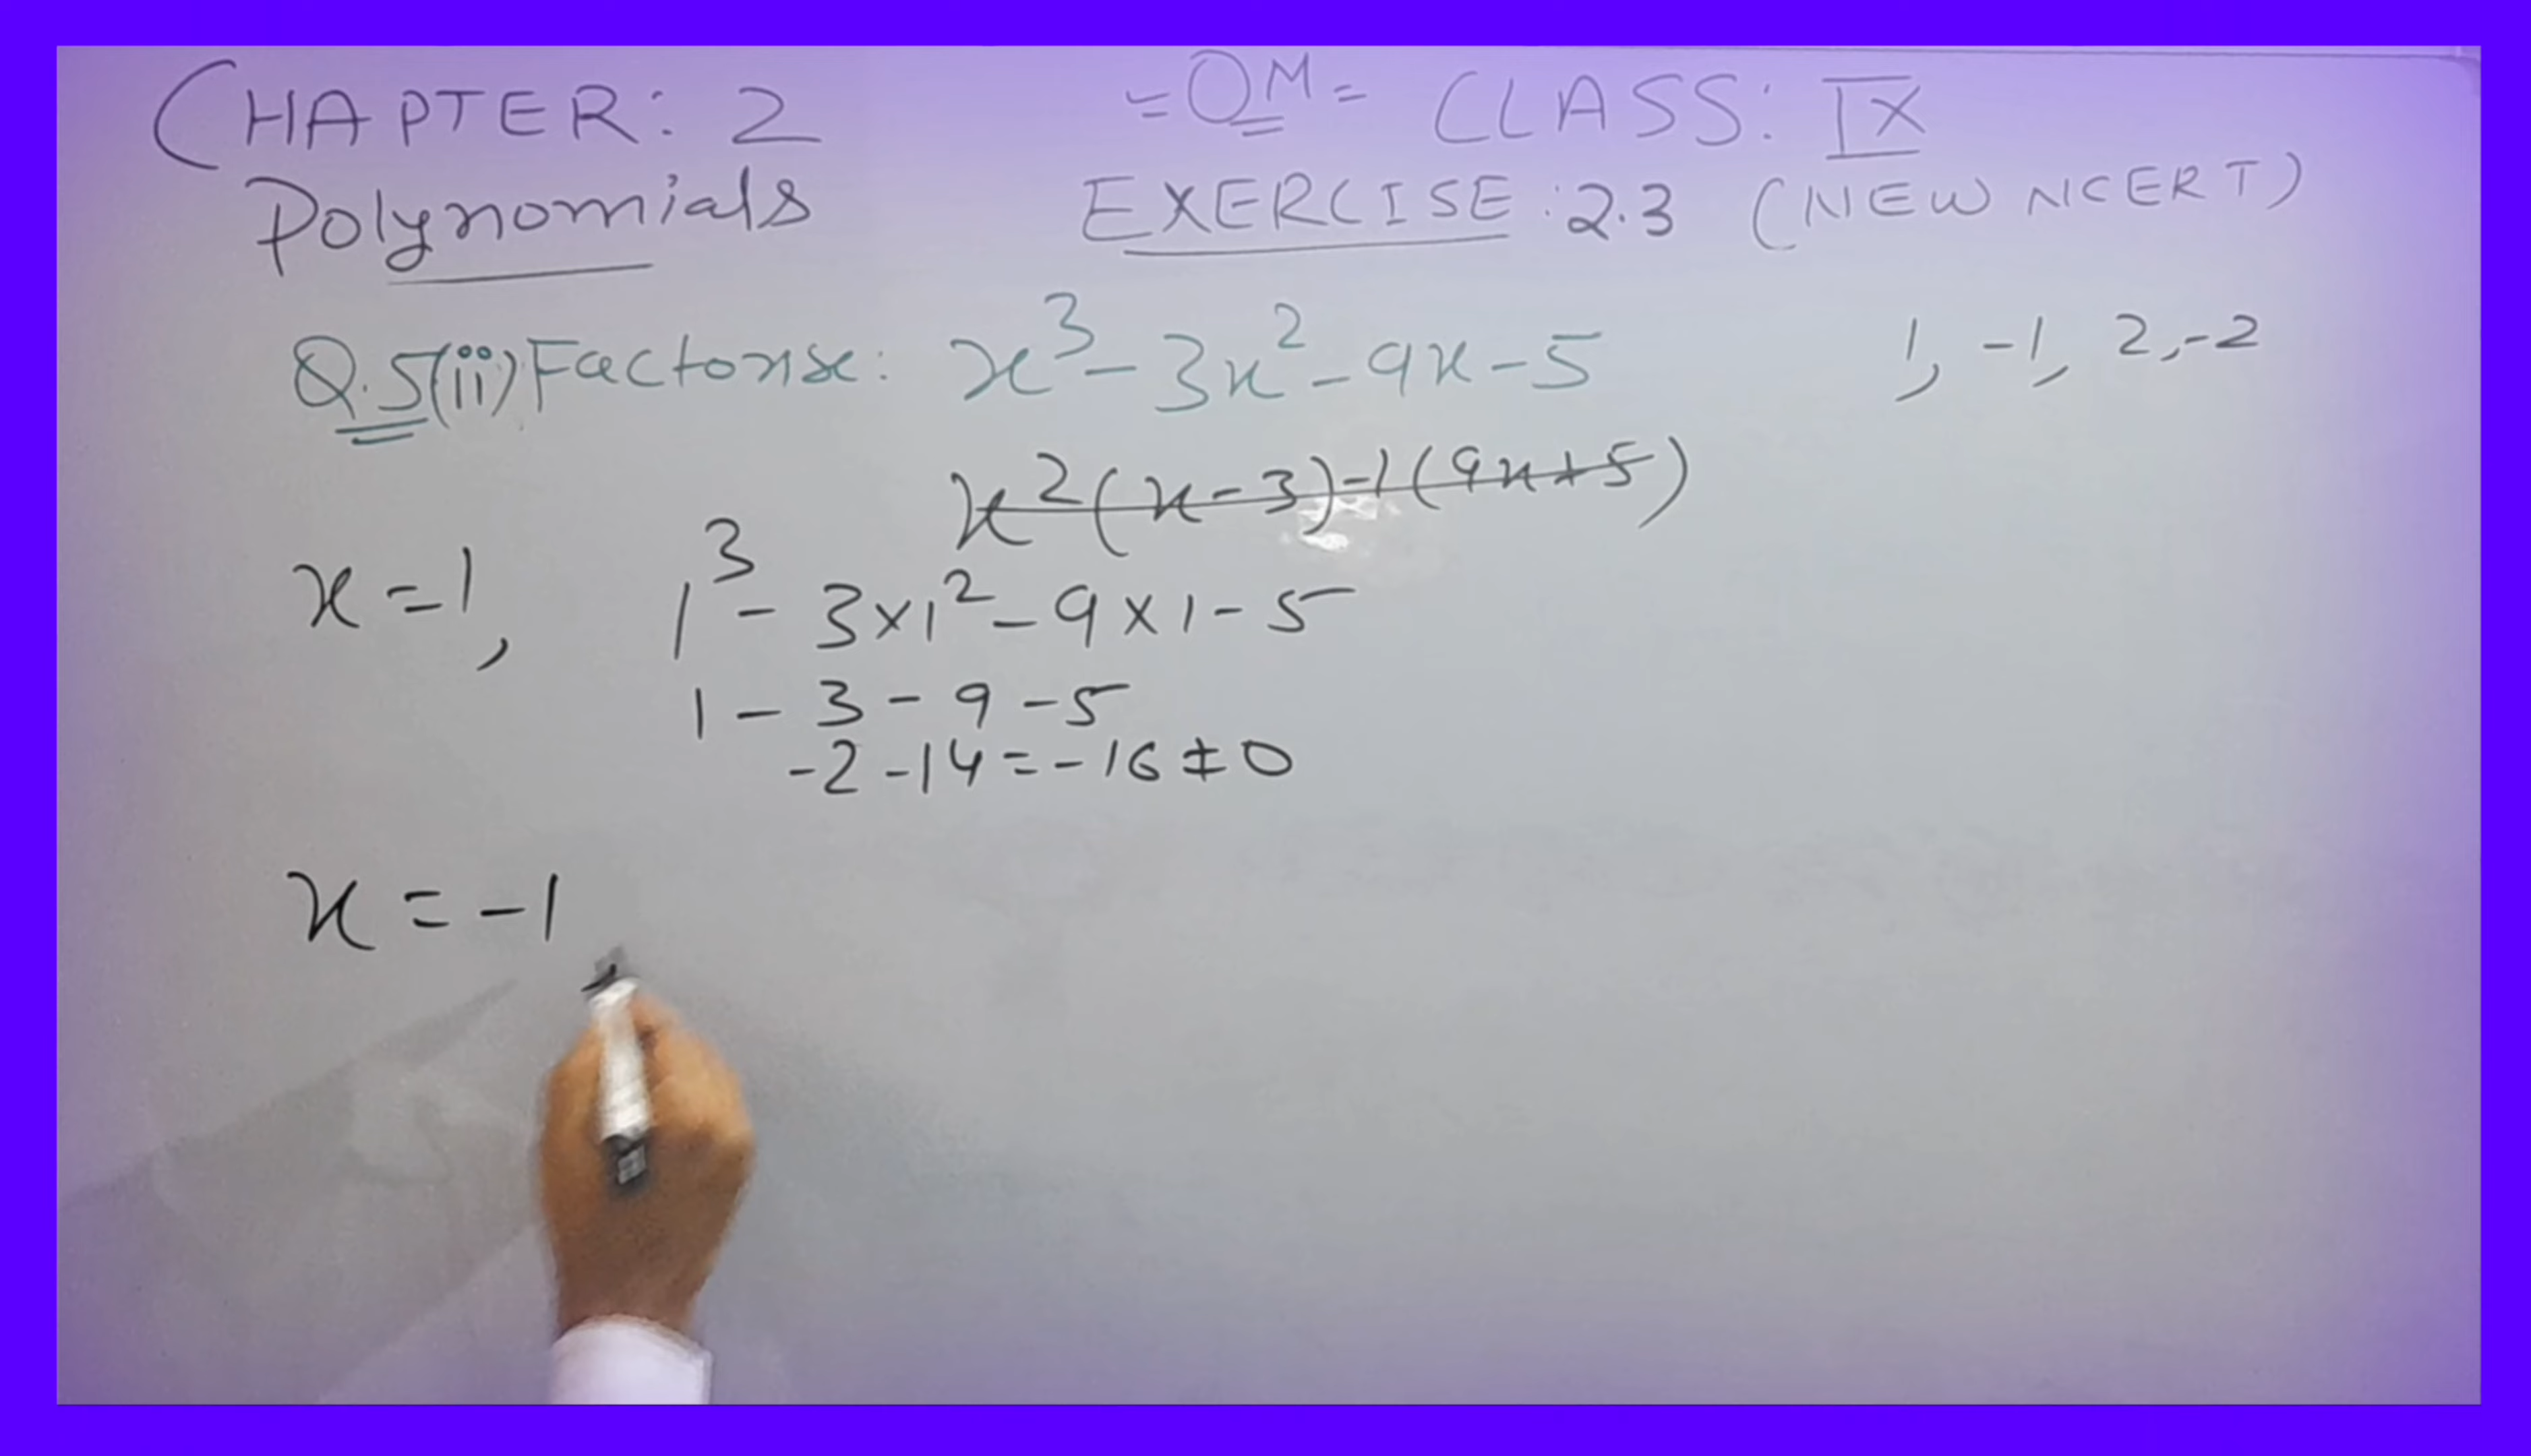 CHAPTER: 2
Polynomials
=OM= CLASS: IX
EXERCISE: 2.3 (NEW NCERT)
Q.5(ii) Factorise: x³ - 3x² - 9x - 5
1, -1, 2, -2
x²(x-3)-1(9x+5)
x = 1, 1³ - 3×1² - 9×1 - 5
1 - 3 - 9 - 5
-2 - 14 = -16 ≠ 0
x = -1